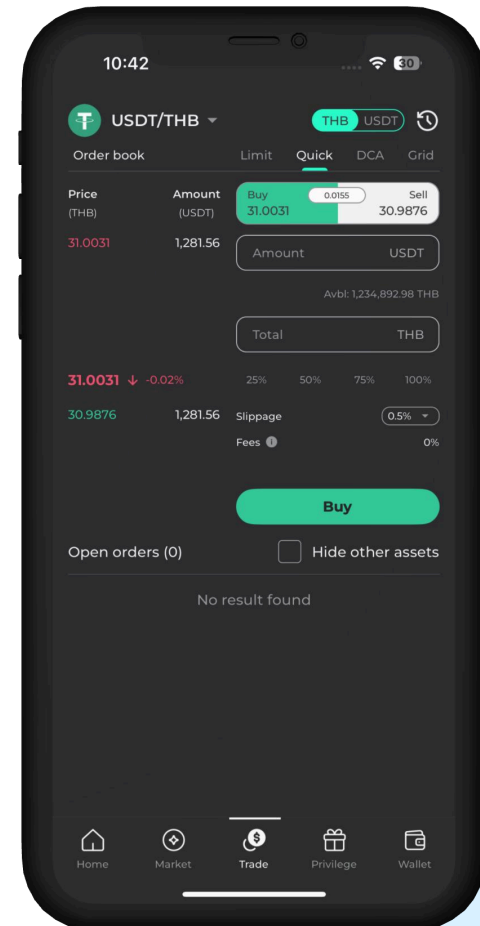 10:42
30
USDT/THB
THB USDT
Order book
Limit Quick DCA Grid
Price Amount
(THB) (USDT)
Buy 0.0155 Sell
31.0031 30.9876
31.0031 1,281.56
Amount USDT
Avbl: 1,234,892.98 THB
Total THB
31.0031 ↓ -0.02%
25% 50% 75% 100%
30.9876 1,281.56
Slippage 0.5%
Fees 0%
Buy
Open orders (0) Hide other assets
No result found
Home Market Trade Privilege Wallet